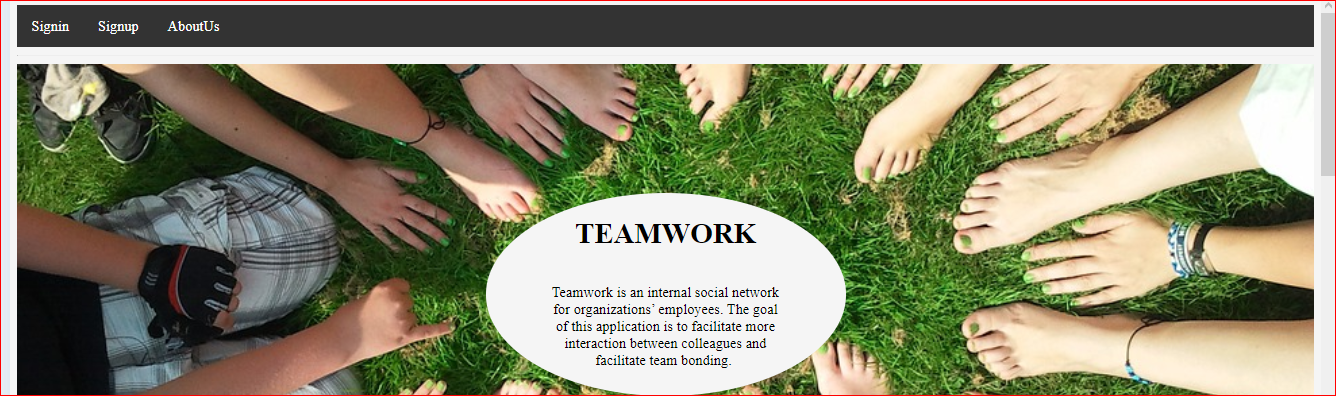 Signin Signup AboutUs
TEAMWORK
Teamwork is an internal social network
for organizations’ employees. The goal
of this application is to facilitate more
interaction between colleagues and
facilitate team bonding.